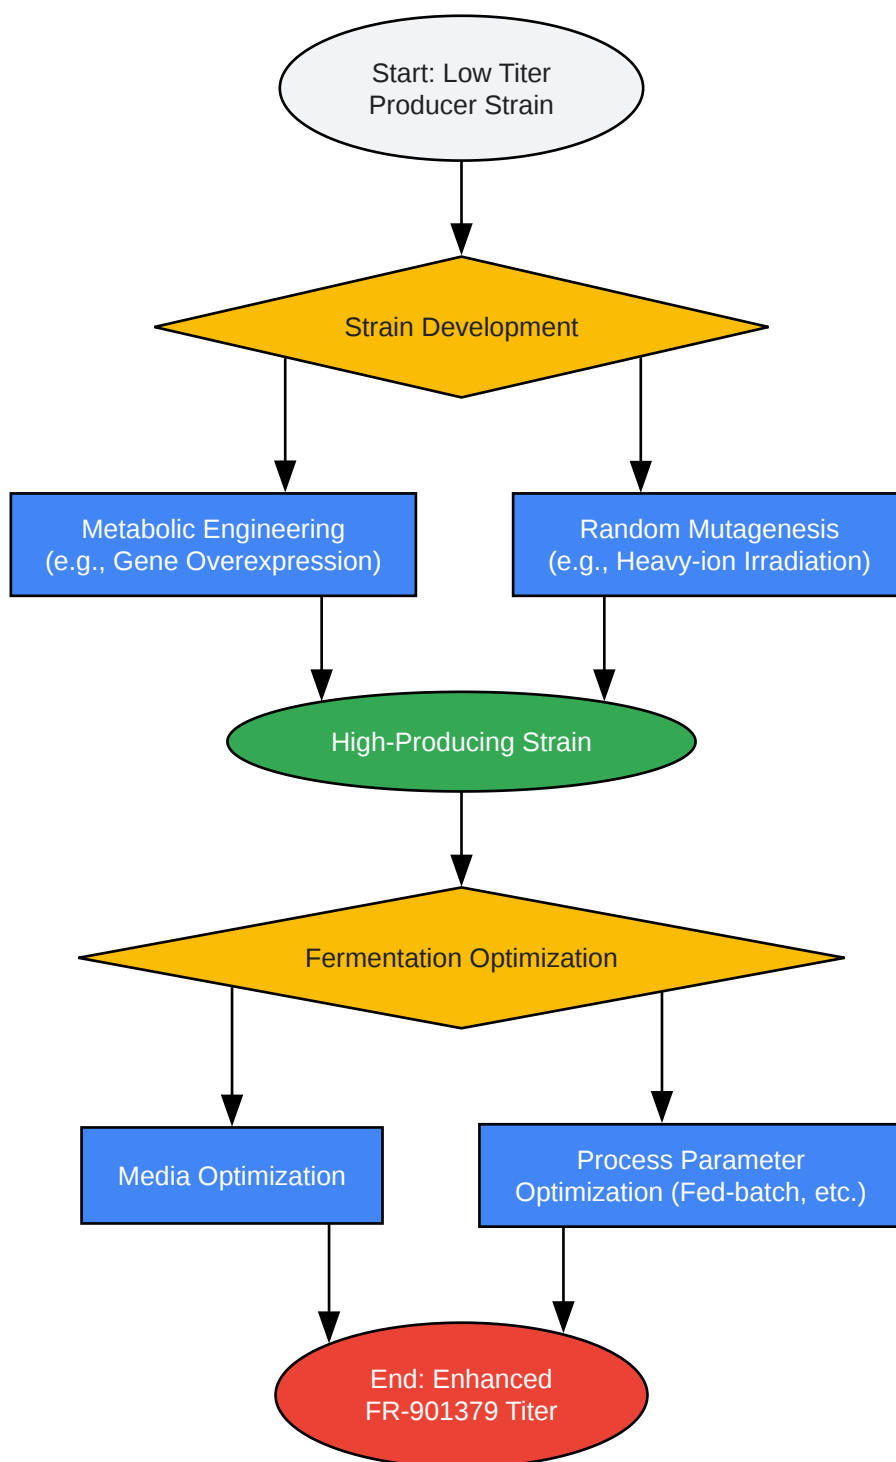 Start: Low Titer
Producer Strain
Strain Development
Metabolic Engineering
(e.g., Gene Overexpression)
Random Mutagenesis
(e.g., Heavy-ion Irradiation)
High-Producing Strain
Fermentation Optimization
Media Optimization
Process Parameter
Optimization (Fed-batch, etc.)
End: Enhanced
FR-901379 Titer